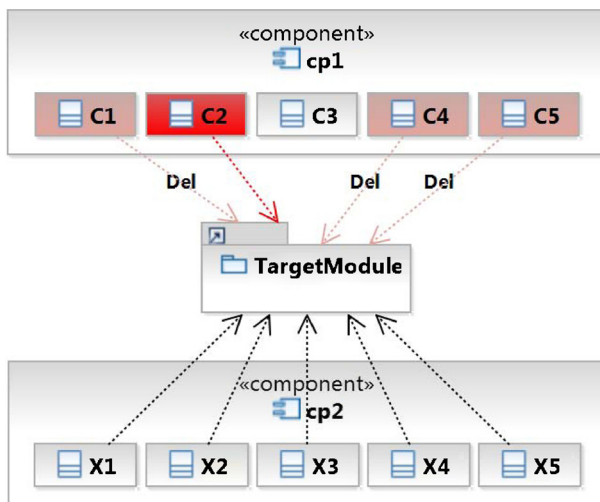 «component»
cp1
C1 C2 C3 C4 C5
Del Del Del
TargetModule
«component»
cp2
X1 X2 X3 X4 X5